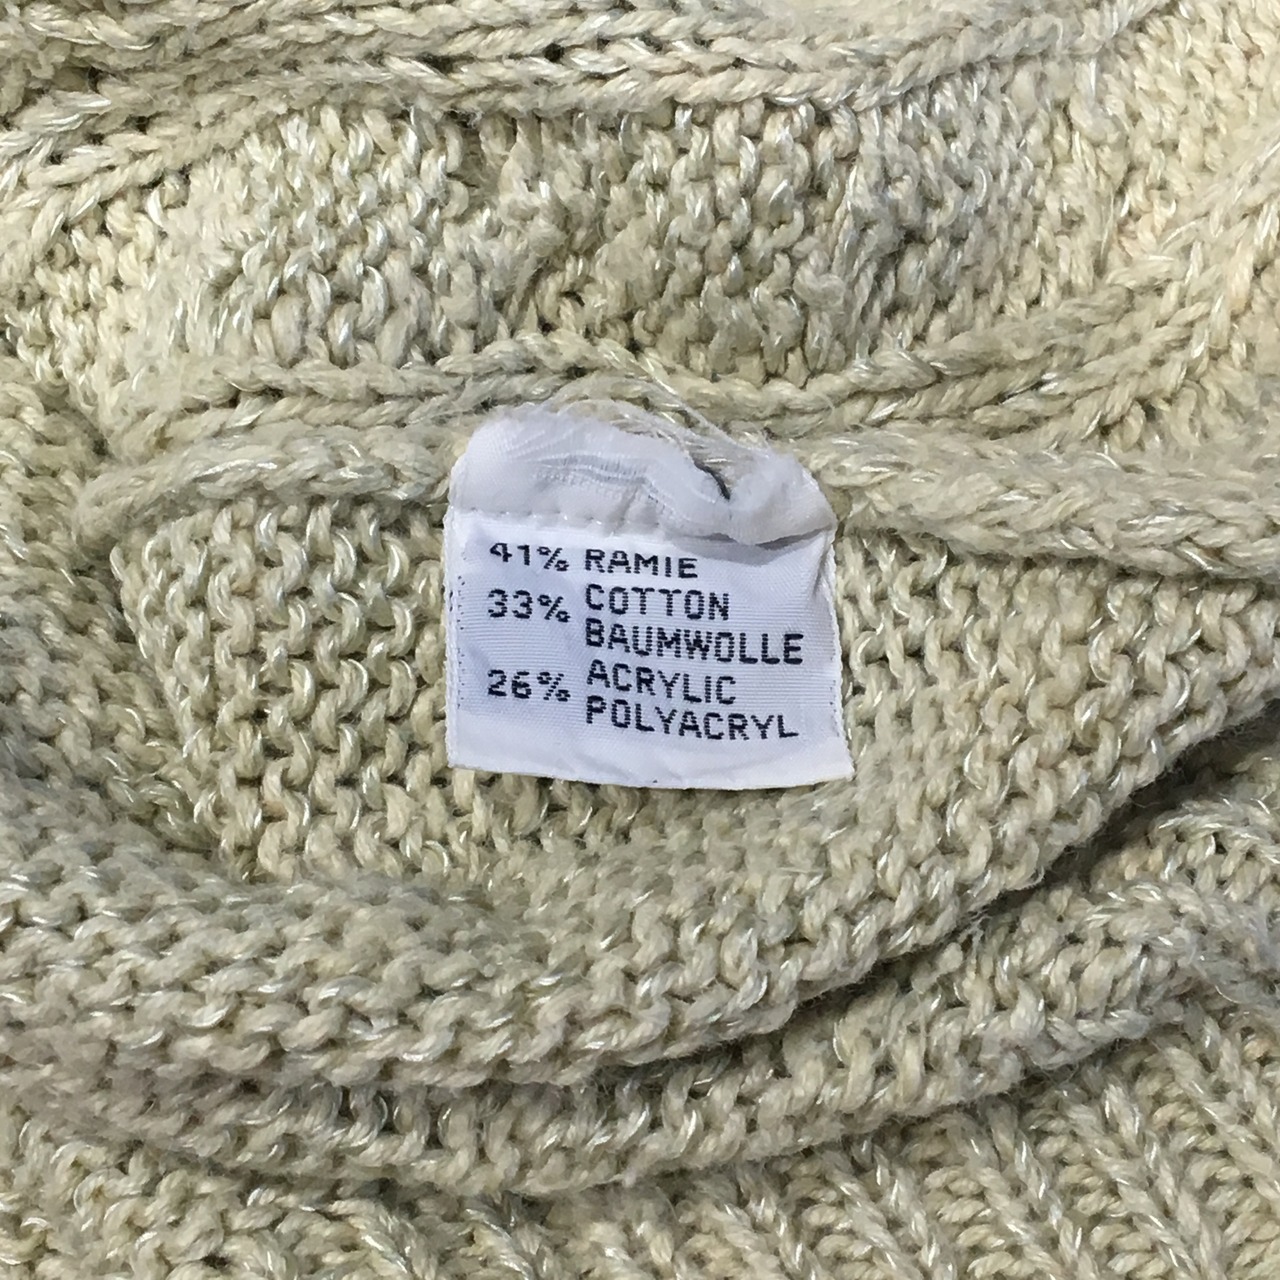 41% RAMIE
33% COTTON
BAUMWOLLE
26% ACRYLIC
POLYACRYL